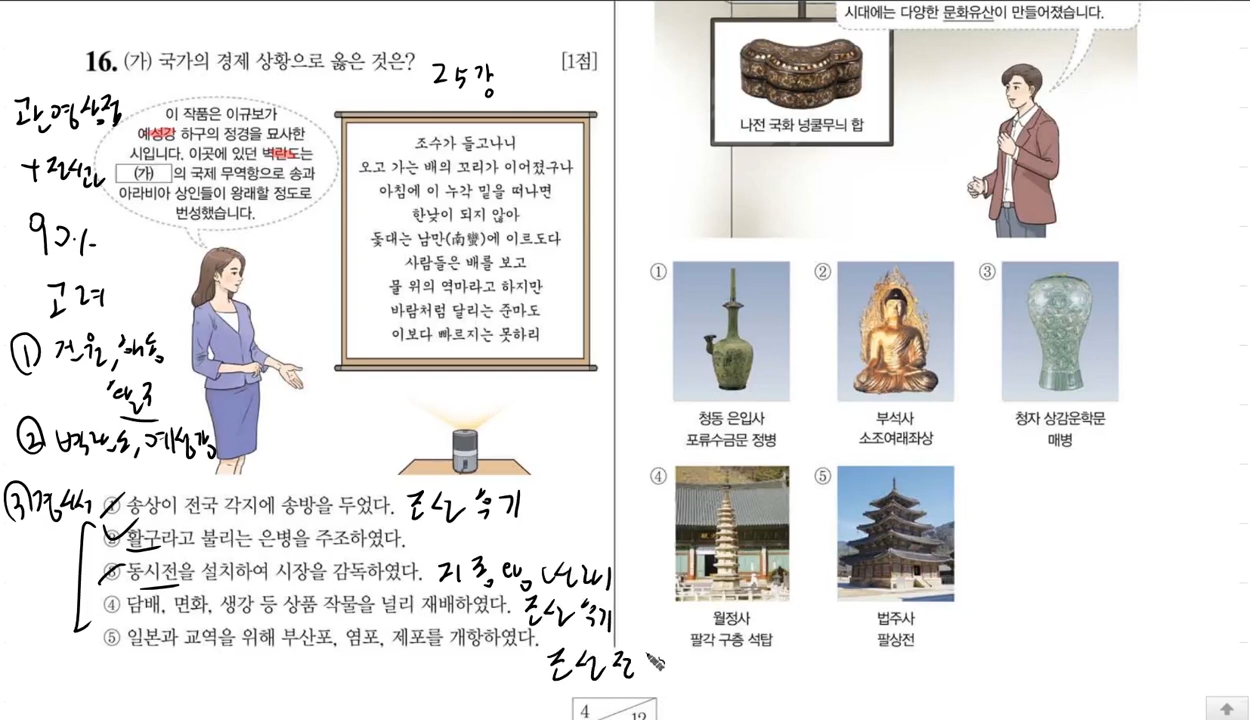 16. (가) 국가의 경제 상황으로 옳은 것은? [1점]
25강
이 작품은 이규보가
예성강 하구의 정경을 묘사한
시입니다. 이곳에 있던 벽란도는
(가)의 국제 무역항으로 송과
아라비아 상인들이 왕래할 정도로
번성했습니다.
조수가 들고나니
오고 가는 배의 꼬리가 이어졌구나
아침에 이 누각 밑을 떠나면
한낮이 되지 않아
돛대는 남만(南蠻)에 이르도다
사람들은 배를 보고
물 위의 역마라고 하지만
바람처럼 달리는 준마도
이보다 빠르지는 못하리
관영상점
90%
고려
① 건원, 해동
② 벽란도, 예성강
③ 경시서
① 송상이 전국 각지에 송방을 두었다. 조선 후기
② 활구라고 불리는 은병을 주조하였다.
③ 동시전을 설치하여 시장을 감독하였다. 지증왕, 신라
④ 담배, 면화, 생강 등 상품 작물을 널리 재배하였다. 조선 후기
⑤ 일본과 교역을 위해 부산포, 염포, 제포를 개항하였다.
조선 전
시대에는 다양한 문화유산이 만들어졌습니다.
나전 국화 넝쿨무늬 합
① 청동 은입사
포류수금문 정병
② 부석사
소조여래좌상
③ 청자 상감운학문
매병
④ 월정사
팔각 구층 석탑
⑤ 법주사
팔상전
4
12